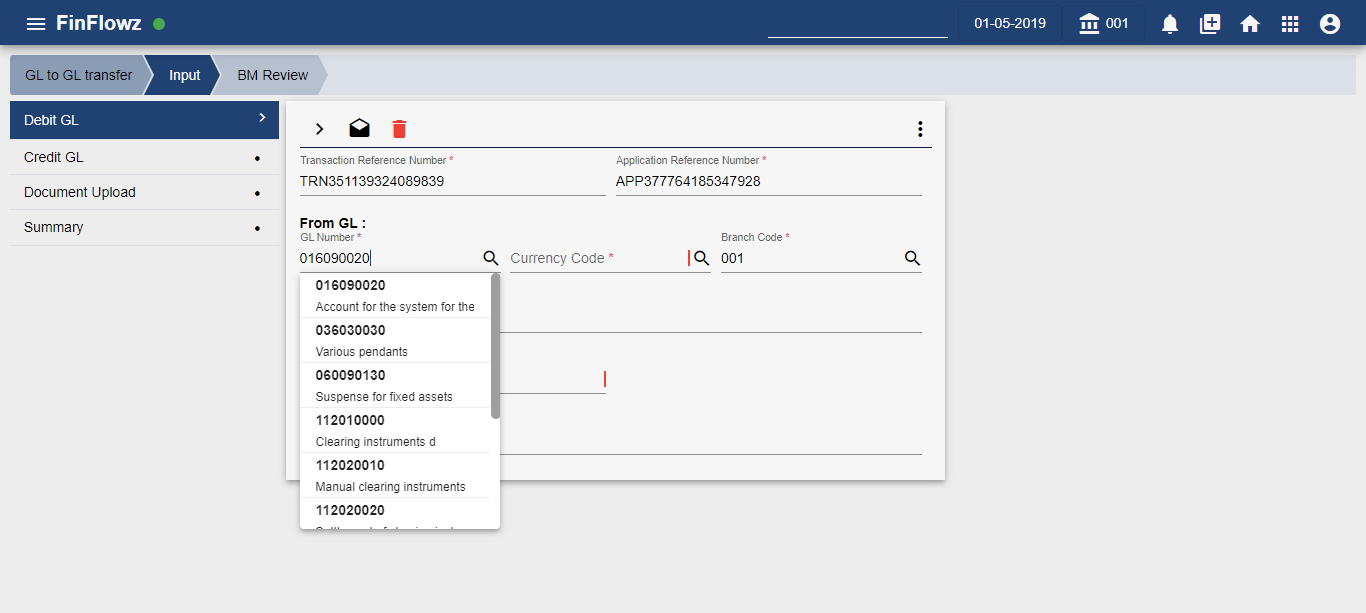 FinFlowz
01-05-2019
001
GL to GL transfer
Input
BM Review
Debit GL
Credit GL
Document Upload
Summary
Transaction Reference Number *
Application Reference Number *
TRN351139324089839
APP377764185347928
From GL :
GL Number *
Branch Code *
016090020
Currency Code *
001
016090020
Account for the system for the
036030030
Various pendants
060090130
Suspense for fixed assets
112010000
Clearing instruments d
112020010
Manual clearing instruments
112020020